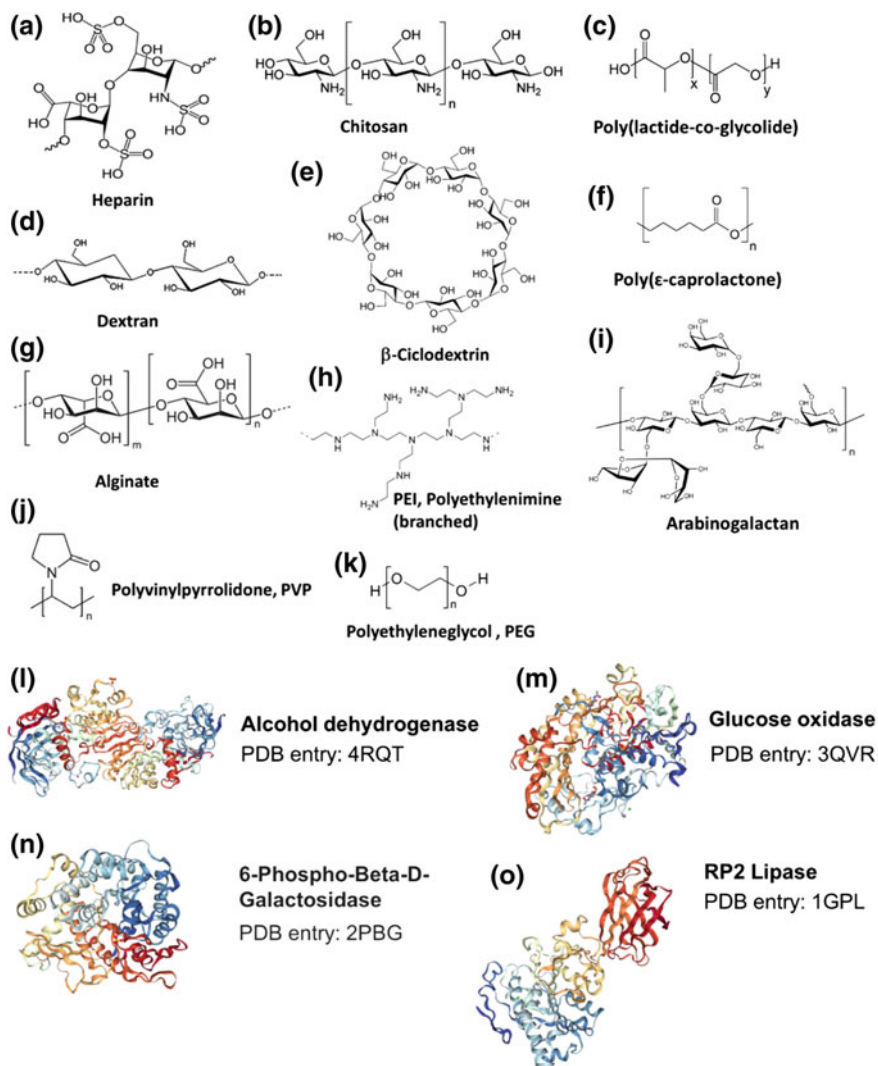 (a)
Heparin
(b)
Chitosan
(c)
Poly(lactide-co-glycolide)
(d)
Dextran
(e)
β-Ciclodextrin
(f)
Poly(ε-caprolactone)
(g)
Alginate
(h)
PEI, Polyethylenimine
(branched)
(i)
Arabinogalactan
(j)
Polyvinylpyrrolidone, PVP
(k)
Polyethyleneglycol , PEG
(l)
Alcohol dehydrogenase
PDB entry: 4RQT
(m)
Glucose oxidase
PDB entry: 3QVR
(n)
6-Phospho-Beta-D-
Galactosidase
PDB entry: 2PBG
(o)
RP2 Lipase
PDB entry: 1GPL